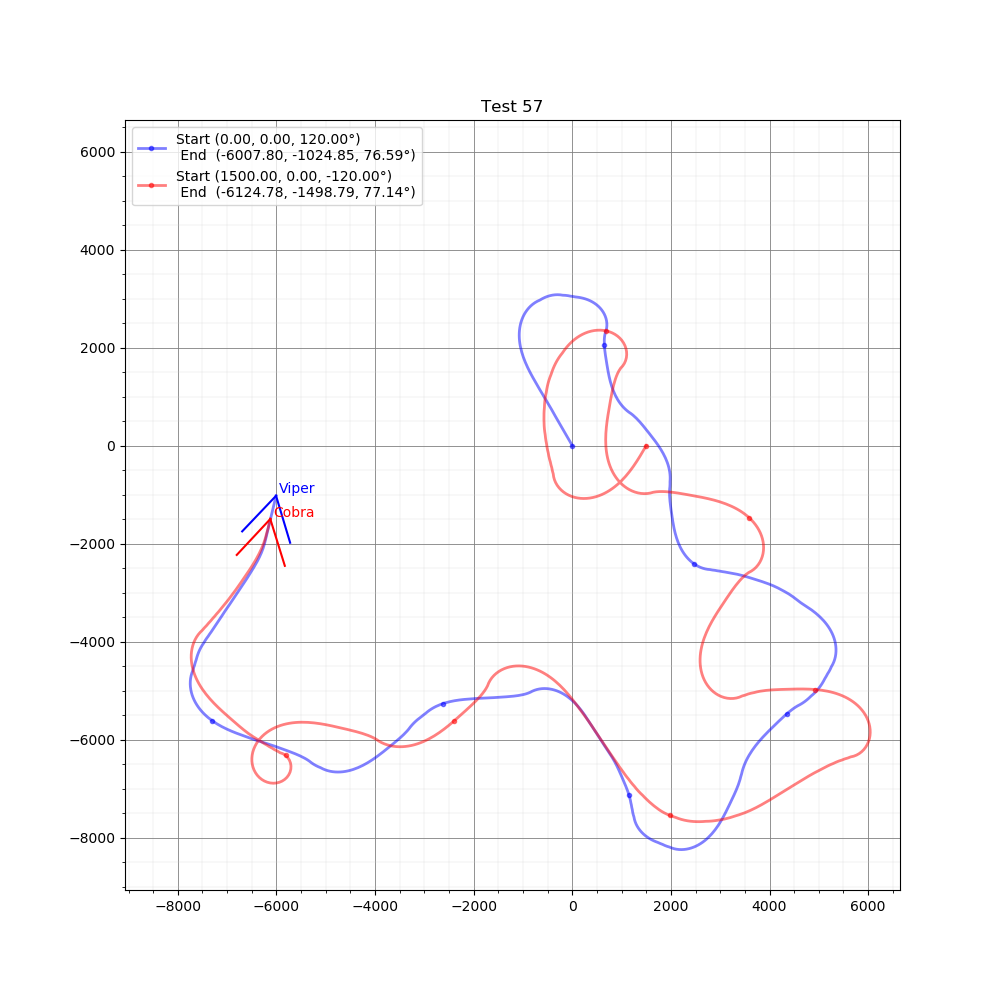 Test 57
Start (0.00, 0.00, 120.00°)
End  (-6007.80, -1024.85, 76.59°)
Start (1500.00, 0.00, -120.00°)
End  (-6124.78, -1498.79, 77.14°)
6000
4000
2000
0
−2000
−4000
−6000
−8000
Viper
Cobra
−8000 −6000 −4000 −2000 0 2000 4000 6000